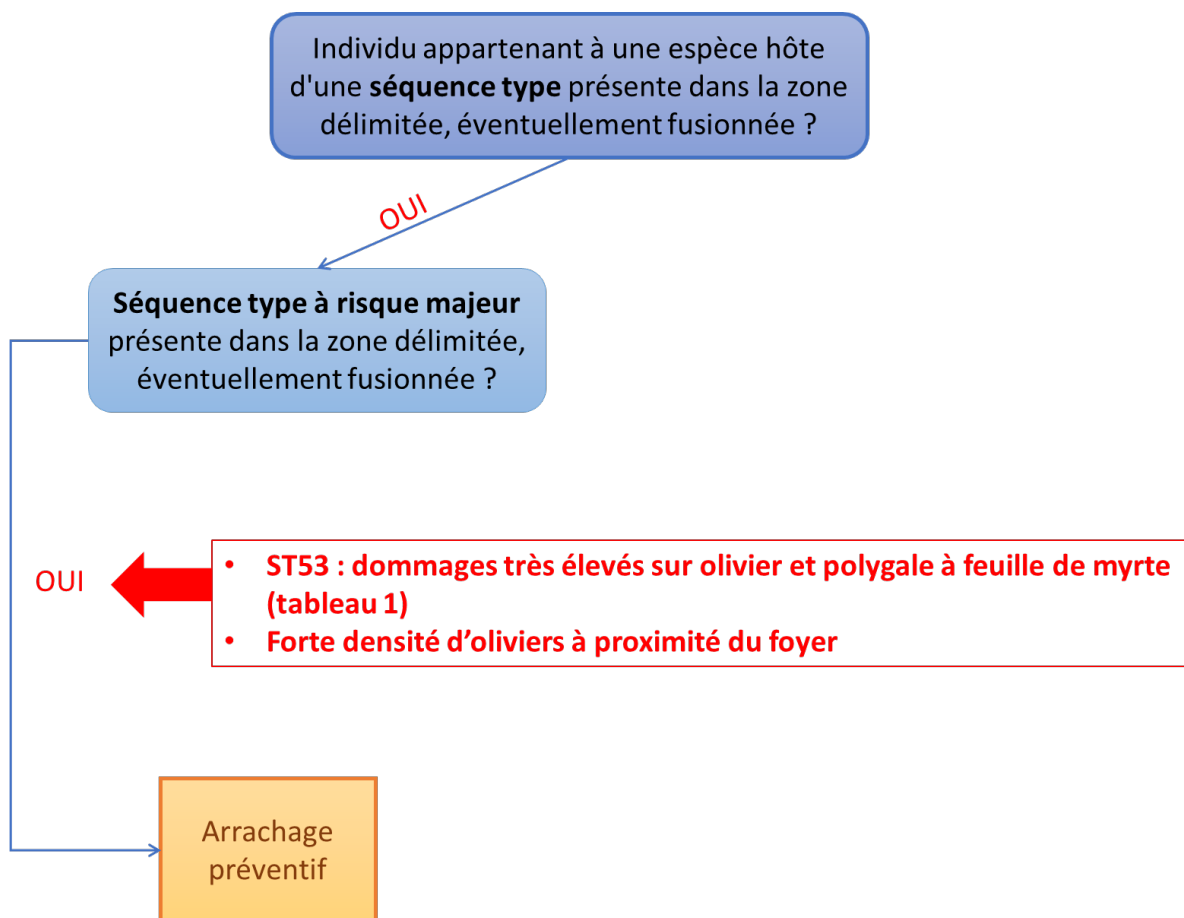 Individu appartenant à une espèce hôte
d'une séquence type présente dans la zone
délimitée, éventuellement fusionnée ?
OUI
Séquence type à risque majeur
présente dans la zone délimitée,
éventuellement fusionnée ?
OUI
• ST53 : dommages très élevés sur olivier et polygale à feuille de myrte
(tableau 1)
• Forte densité d’oliviers à proximité du foyer
Arrachage
préventif